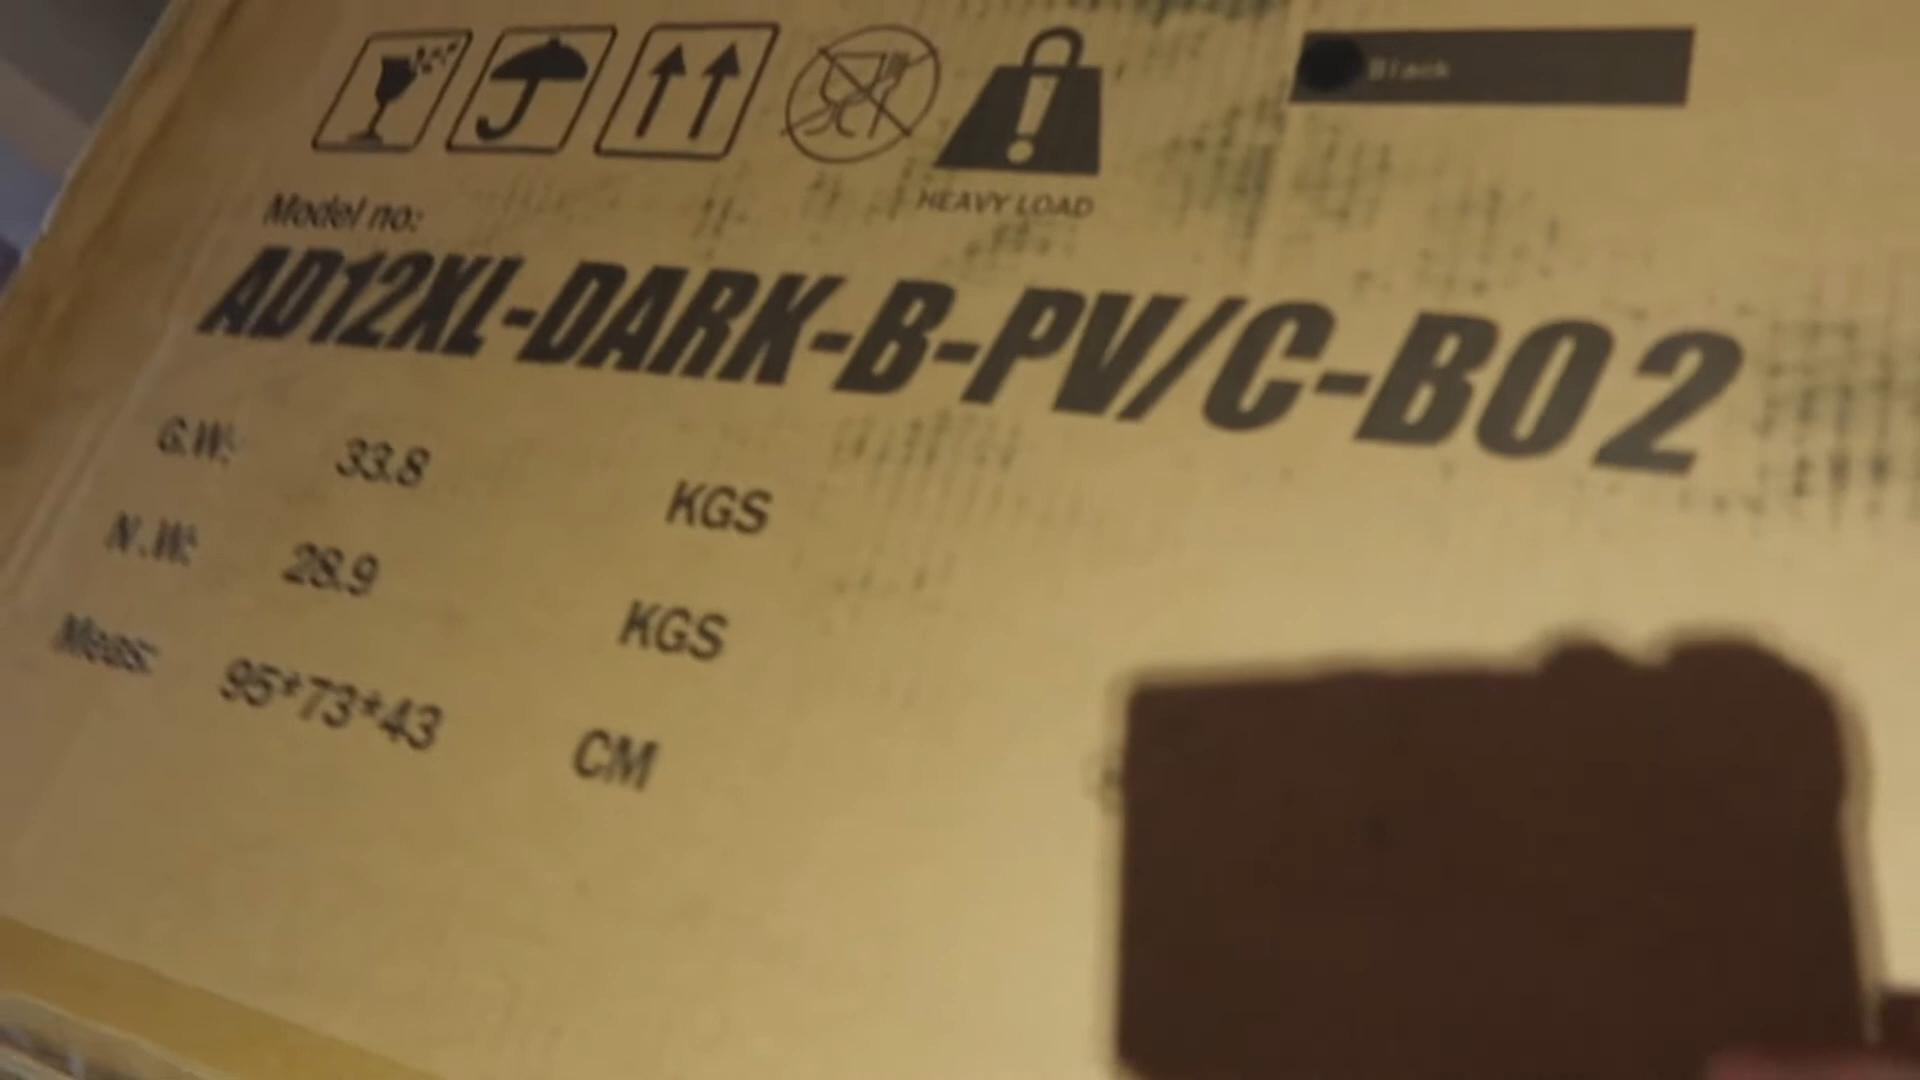 Black
HEAVY LOAD
Model no:
AD12XL-DARK-B-PV/C-B02
G.W: 33.8 KGS
N.W: 28.9 KGS
Meas: 95*73*43 CM